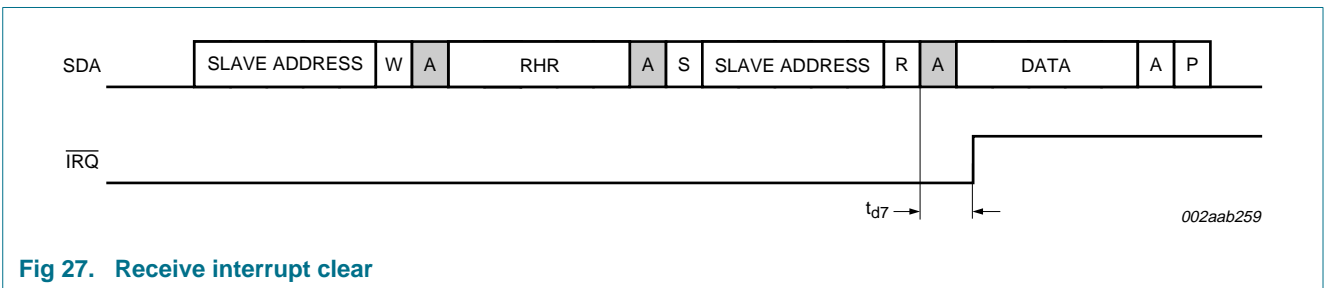 SDA SLAVE ADDRESS W A RHR A S SLAVE ADDRESS R A DATA A P
IRQ
td7
002aab259
Fig 27. Receive interrupt clear